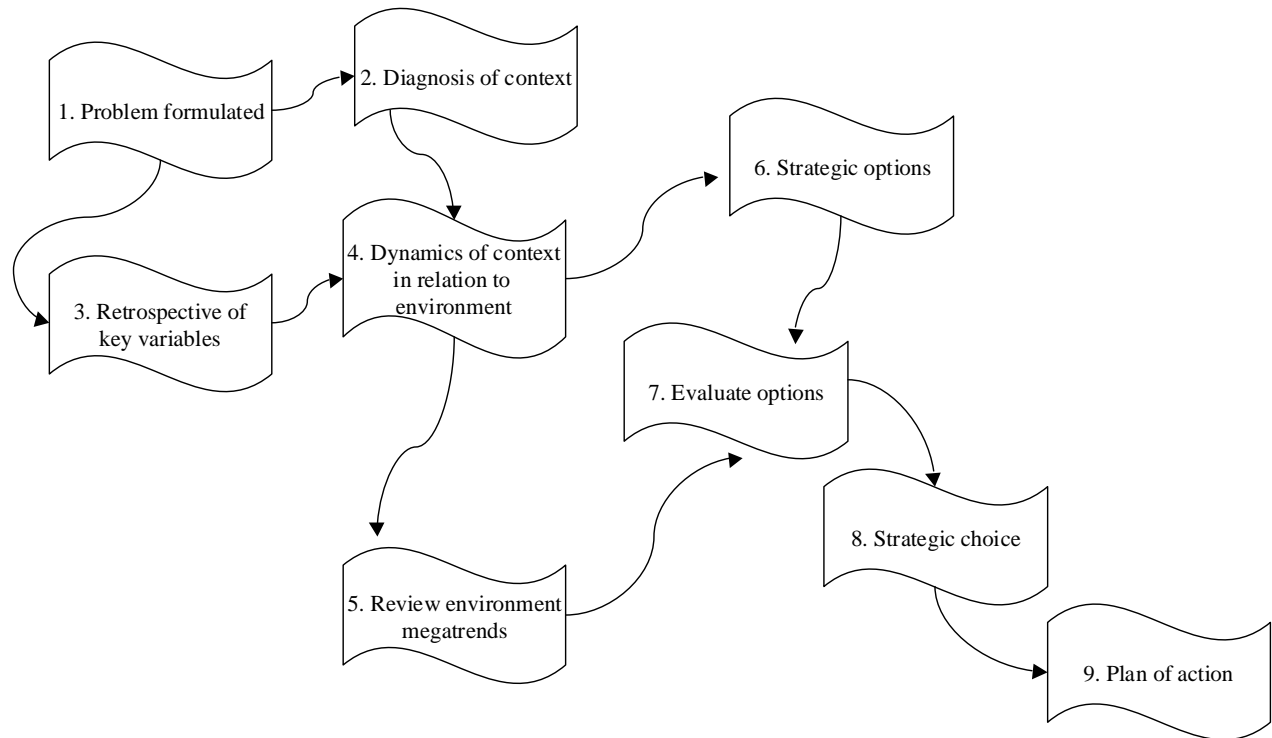 1. Problem formulated
2. Diagnosis of context
3. Retrospective of
key variables
4. Dynamics of context
in relation to
environment
5. Review environment
megatrends
6. Strategic options
7. Evaluate options
8. Strategic choice
9. Plan of action